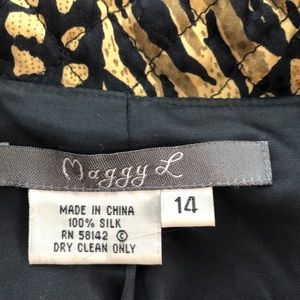 Maggy L
14
MADE IN CHINA
100% SILK
RN 58142 ©
DRY CLEAN ONLY